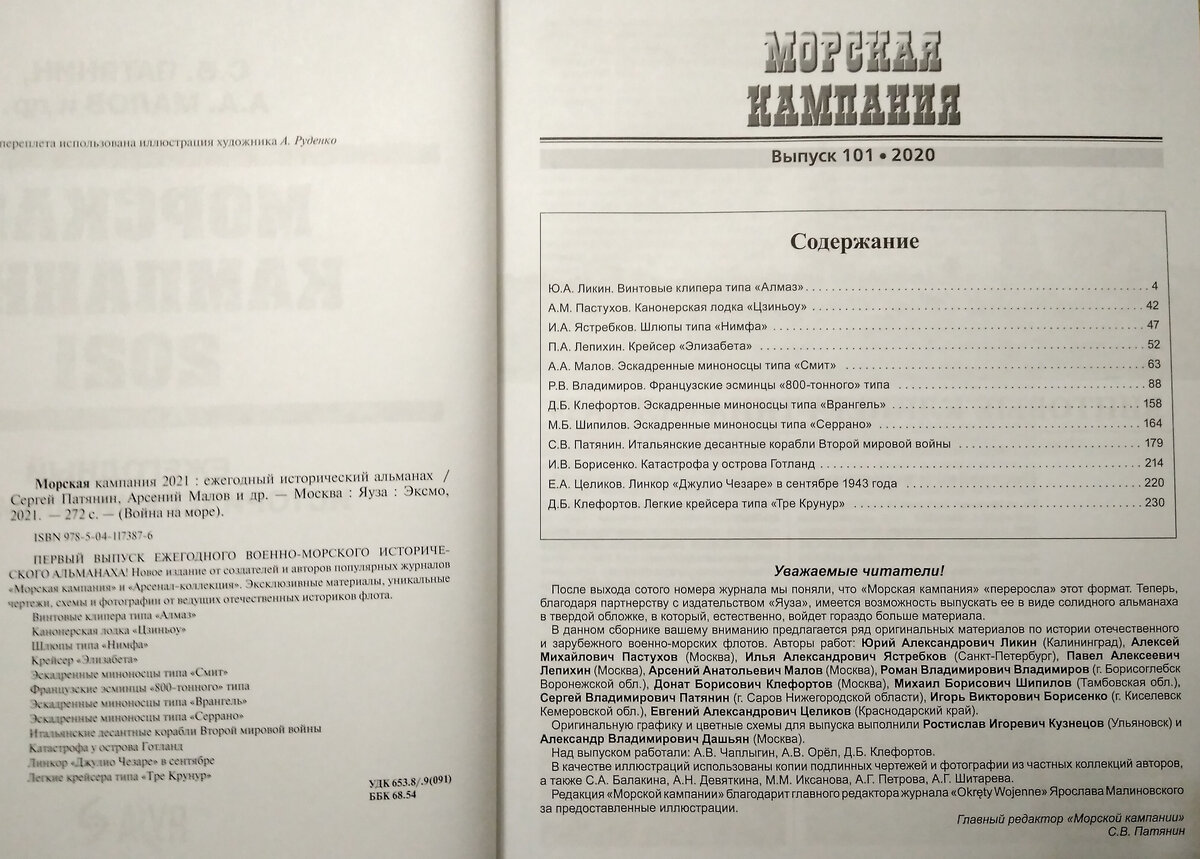 переплета использована иллюстрация художника А. Руденко
Морская кампания 2021 : ежегодный исторический альманах /
Сергей Патянин, Арсений Малов и др. — Москва : Яуза : Эксмо,
2021. — 272 с. — (Война на море).
ISBN 978-5-04-117387-6
ПЕРВЫЙ ВЫПУСК ЕЖЕГОДНОГО ВОЕННО-МОРСКОГО ИСТОРИЧЕ-
СКОГО АЛЬМАНАХА! Новое издание от создателей и авторов популярных журналов
«Морская кампания» и «Арсенал-коллекция». Эксклюзивные материалы, уникальные
чертежи, схемы и фотографии от ведущих отечественных историков флота.
Винтовые клипера типа «Алмаз»
Канонерская лодка «Цзиньоу»
Шлюпы типа «Нимфа»
Крейсер «Элизабета»
Эскадренные миноносцы типа «Смит»
Французские эсминцы «800-тонного» типа
Эскадренные миноносцы типа «Врангель»
Эскадренные миноносцы типа «Серрано»
Итальянские десантные корабли Второй мировой войны
Катастрофа у острова Готланд
Линкор «Джулио Чезаре» в сентябре
Легкие крейсера типа «Тре Крунур»
УДК 653.8/.9(091)
ББК 68.54
МОРСКАЯ
КАМПАНИЯ
Выпуск 101 • 2020
Содержание
Ю.А. Ликин. Винтовые клипера типа «Алмаз» 4
А.М. Пастухов. Канонерская лодка «Цзиньоу» 42
И.А. Ястребков. Шлюпы типа «Нимфа» 47
П.А. Лепихин. Крейсер «Элизабета» 52
А.А. Малов. Эскадренные миноносцы типа «Смит» 63
Р.В. Владимиров. Французские эсминцы «800-тонного» типа 88
Д.Б. Клефортов. Эскадренные миноносцы типа «Врангель» 158
М.Б. Шипилов. Эскадренные миноносцы типа «Серрано» 164
С.В. Патянин. Итальянские десантные корабли Второй мировой войны 179
И.В. Борисенко. Катастрофа у острова Готланд 214
Е.А. Целиков. Линкор «Джулио Чезаре» в сентябре 1943 года 220
Д.Б. Клефортов. Легкие крейсера типа «Тре Крунур» 230
Уважаемые читатели!
После выхода сотого номера журнала мы поняли, что «Морская кампания» «переросла» этот формат. Теперь,
благодаря партнерству с издательством «Яуза», имеется возможность выпускать ее в виде солидного альманаха
в твердой обложке, в который, естественно, войдет гораздо больше материала.
В данном сборнике вашему вниманию предлагается ряд оригинальных материалов по истории отечественного
и зарубежного военно-морских флотов. Авторы работ: Юрий Александрович Ликин (Калининград), Алексей
Михайлович Пастухов (Москва), Илья Александрович Ястребков (Санкт-Петербург), Павел Алексеевич
Лепихин (Москва), Арсений Анатольевич Малов (Москва), Роман Владимирович Владимиров (г. Борисоглебск
Воронежской обл.), Донат Борисович Клефортов (Москва), Михаил Борисович Шипилов (Тамбовская обл.),
Сергей Владимирович Патянин (г. Саров Нижегородской области), Игорь Викторович Борисенко (г. Киселевск
Кемеровской обл.), Евгений Александрович Целиков (Краснодарский край).
Оригинальную графику и цветные схемы для выпуска выполнили Ростислав Игоревич Кузнецов (Ульяновск) и
Александр Владимирович Дашьян (Москва).
Над выпуском работали: А.В. Чаплыгин, А.В. Орёл, Д.Б. Клефортов.
В качестве иллюстраций использованы копии подлинных чертежей и фотографии из частных коллекций авторов,
а также С.А. Балакина, А.Н. Девяткина, М.М. Иксанова, А.Г. Петрова, А.Г. Шитарева.
Редакция «Морской кампании» благодарит главного редактора журнала «Okręty Wojenne» Ярослава Малиновского
за предоставленные иллюстрации.
Главный редактор «Морской кампании»
С.В. Патянин